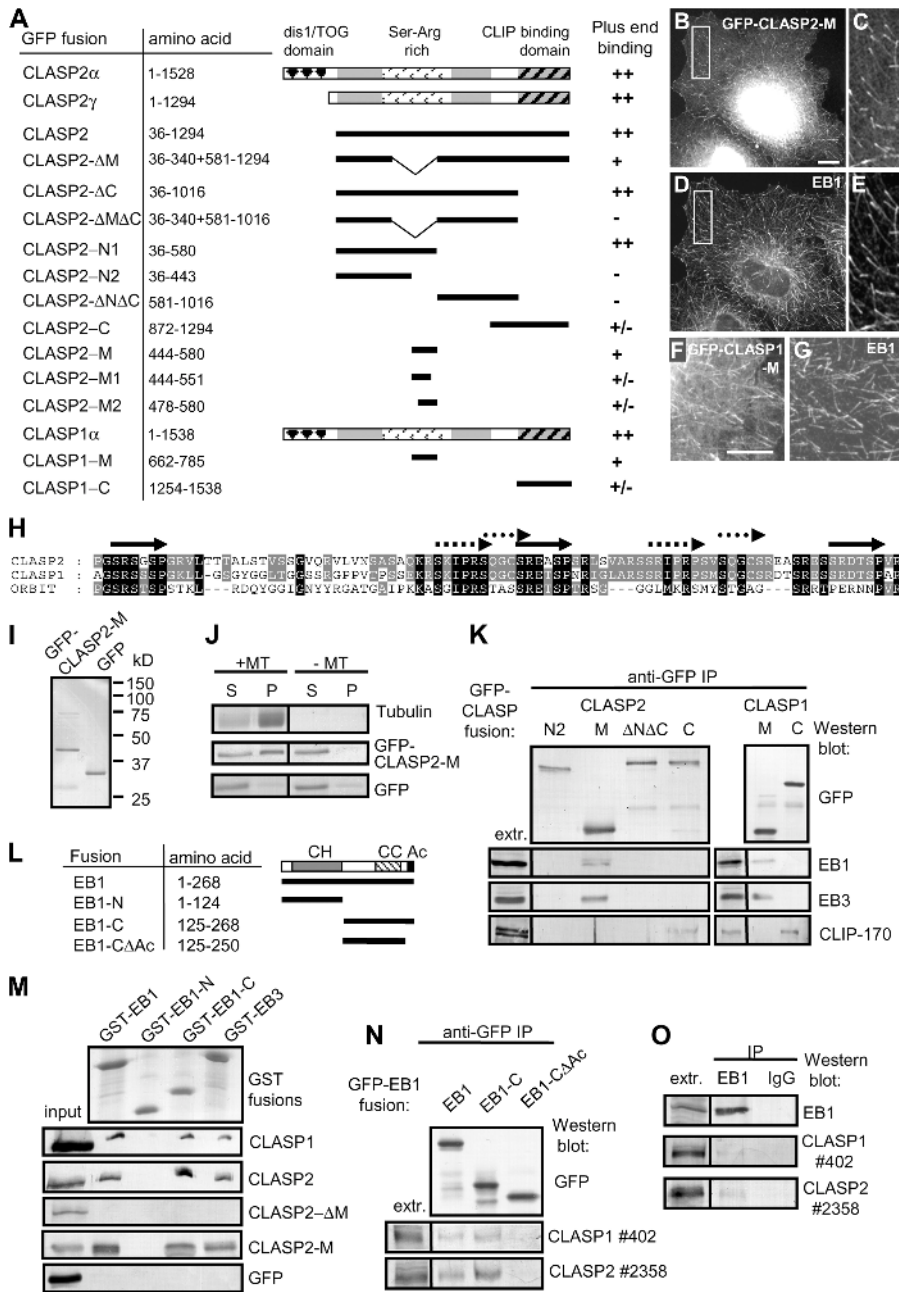 A
GFP fusion amino acid dis1/TOG domain Ser-Arg rich CLIP binding domain Plus end binding
CLASP2α 1-1528 ++
CLASP2γ 1-1294 ++
CLASP2 36-1294 ++
CLASP2-ΔM 36-340+581-1294 +
CLASP2-ΔC 36-1016 ++
CLASP2-ΔMΔC 36-340+581-1016 -
CLASP2–N1 36-580 ++
CLASP2–N2 36-443 -
CLASP2-ΔNΔC 581-1016 -
CLASP2–C 872-1294 +/-
CLASP2–M 444-580 +
CLASP2–M1 444-551 +/-
CLASP2–M2 478-580 +/-
CLASP1α 1-1538 ++
CLASP1–M 662-785 +
CLASP1–C 1254-1538 +/-
B GFP-CLASP2-M C
D EB1 E
F GFP-CLASP1 -M G EB1
H
CLASP2 :
CLASP1 :
ORBIT :
I
GFP-CLASP2-M
GFP
kD
150
100
75
50
37
25
J
+MT - MT
S P S P
Tubulin
GFP-CLASP2-M
GFP
K
anti-GFP IP
GFP-CLASP fusion: CLASP2 CLASP1
N2 M ΔNΔC C M C Western blot:
GFP
extr.
EB1
EB3
CLIP-170
L
Fusion amino acid CH CC Ac
EB1 1-268
EB1-N 1-124
EB1-C 125-268
EB1-CΔAc 125-250
M
GST-EB1
GST-EB1-N
GST-EB1-C
GST-EB3
GST fusions
input
CLASP1
CLASP2
CLASP2–ΔM
CLASP2-M
GFP
N
anti-GFP IP
GFP-EB1 fusion: EB1 EB1-C EB1-CΔAc
Western blot:
GFP
extr.
CLASP1 #402
CLASP2 #2358
O
IP
extr. EB1 IgG Western blot:
EB1
CLASP1 #402
CLASP2 #2358